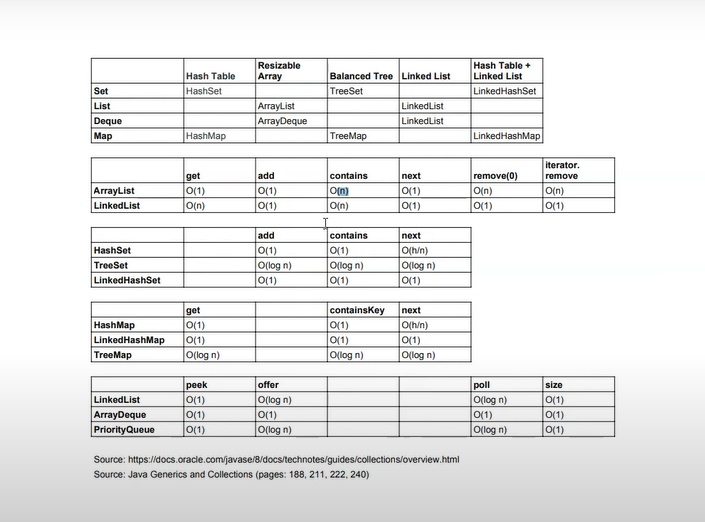 Hash Table Resizable Array Balanced Tree Linked List Hash Table + Linked List
Set HashSet TreeSet LinkedHashSet
List ArrayList LinkedList
Deque ArrayDeque LinkedList
Map HashMap TreeMap LinkedHashMap
get add contains next remove(0) iterator. remove
ArrayList O(1) O(1) O(n) O(1) O(n) O(n)
LinkedList O(n) O(1) O(n) O(1) O(1) O(1)
add contains next
HashSet O(1) O(1) O(h/n)
TreeSet O(log n) O(log n) O(log n)
LinkedHashSet O(1) O(1) O(1)
get containsKey next
HashMap O(1) O(1) O(h/n)
LinkedHashMap O(1) O(1) O(1)
TreeMap O(log n) O(log n) O(log n)
peek offer poll size
LinkedList O(1) O(log n) O(log n) O(1)
ArrayDeque O(1) O(1) O(1) O(1)
PriorityQueue O(1) O(log n) O(log n) O(1)
Source: https://docs.oracle.com/javase/8/docs/technotes/guides/collections/overview.html
Source: Java Generics and Collections (pages: 188, 211, 222, 240)